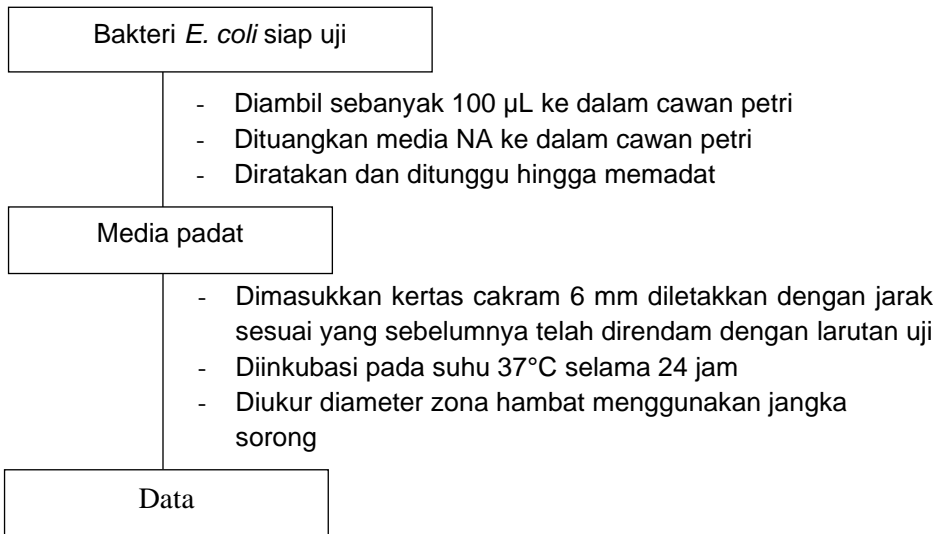 Bakteri E. coli siap uji
- Diambil sebanyak 100 µL ke dalam cawan petri
- Dituangkan media NA ke dalam cawan petri
- Diratakan dan ditunggu hingga memadat
Media padat
- Dimasukkan kertas cakram 6 mm diletakkan dengan jarak
sesuai yang sebelumnya telah direndam dengan larutan uji
- Diinkubasi pada suhu 37°C selama 24 jam
- Diukur diameter zona hambat menggunakan jangka
sorong
Data